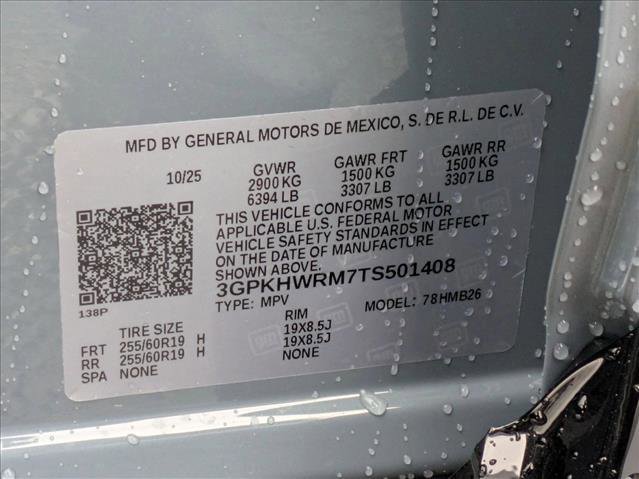 MFD BY GENERAL MOTORS DE MEXICO, S. DE R.L. DE C.V.
10/25 GVWR GAWR FRT GAWR RR
2900 KG 1500 KG 1500 KG
6394 LB 3307 LB 3307 LB
THIS VEHICLE CONFORMS TO ALL
APPLICABLE U.S. FEDERAL MOTOR
VEHICLE SAFETY STANDARDS IN EFFECT
ON THE DATE OF MANUFACTURE
SHOWN ABOVE.
3GPKHWRM7TS501408
138P TYPE: MPV MODEL: 78HMB26
TIRE SIZE RIM
FRT 255/60R19 H 19X8.5J
RR 255/60R19 H 19X8.5J
SPA NONE NONE